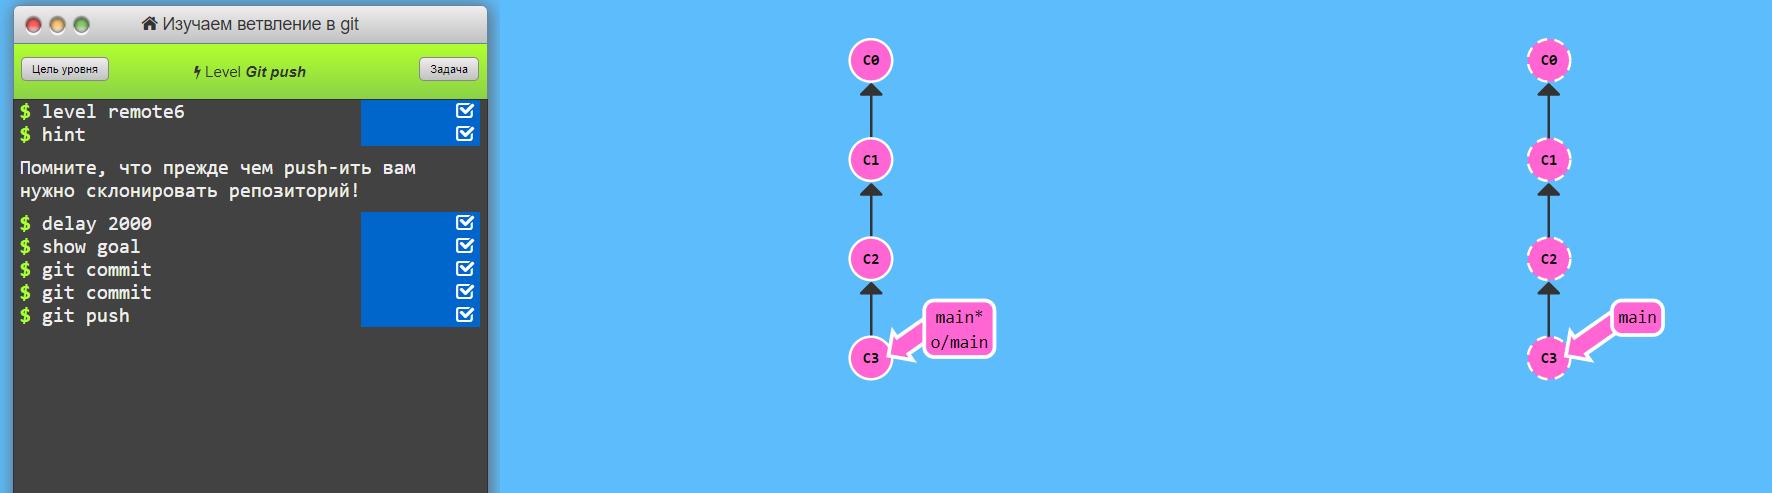 Изучаем ветвление в git
Цель уровня
Level Git push
Задача
$ level remote6
$ hint
Помните, что прежде чем push-ить вам
нужно склонировать репозиторий!
$ delay 2000
$ show goal
$ git commit
$ git commit
$ git push
C0
C1
C2
C3
main*
o/main
C0
C1
C2
C3
main